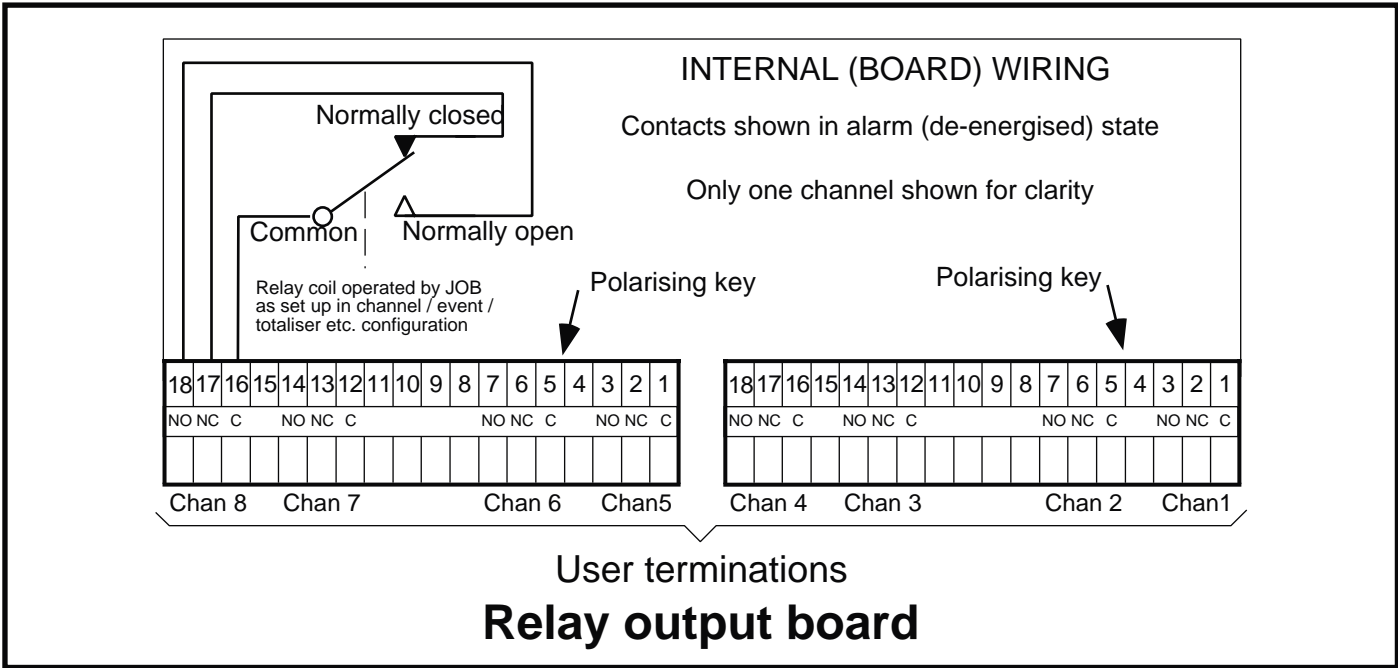 INTERNAL (BOARD) WIRING
Contacts shown in alarm (de-energised) state
Only one channel shown for clarity
Normally closed
Common
Normally open
Relay coil operated by JOB
as set up in channel / event /
totaliser etc. configuration
Polarising key
Polarising key
18 17 16 15 14 13 12 11 10 9 8 7 6 5 4 3 2 1
NO NC C NO NC C NO NC C NO NC C
Chan 8 Chan 7 Chan 6 Chan5
18 17 16 15 14 13 12 11 10 9 8 7 6 5 4 3 2 1
NO NC C NO NC C NO NC C NO NC C
Chan 4 Chan 3 Chan 2 Chan1
User terminations
Relay output board